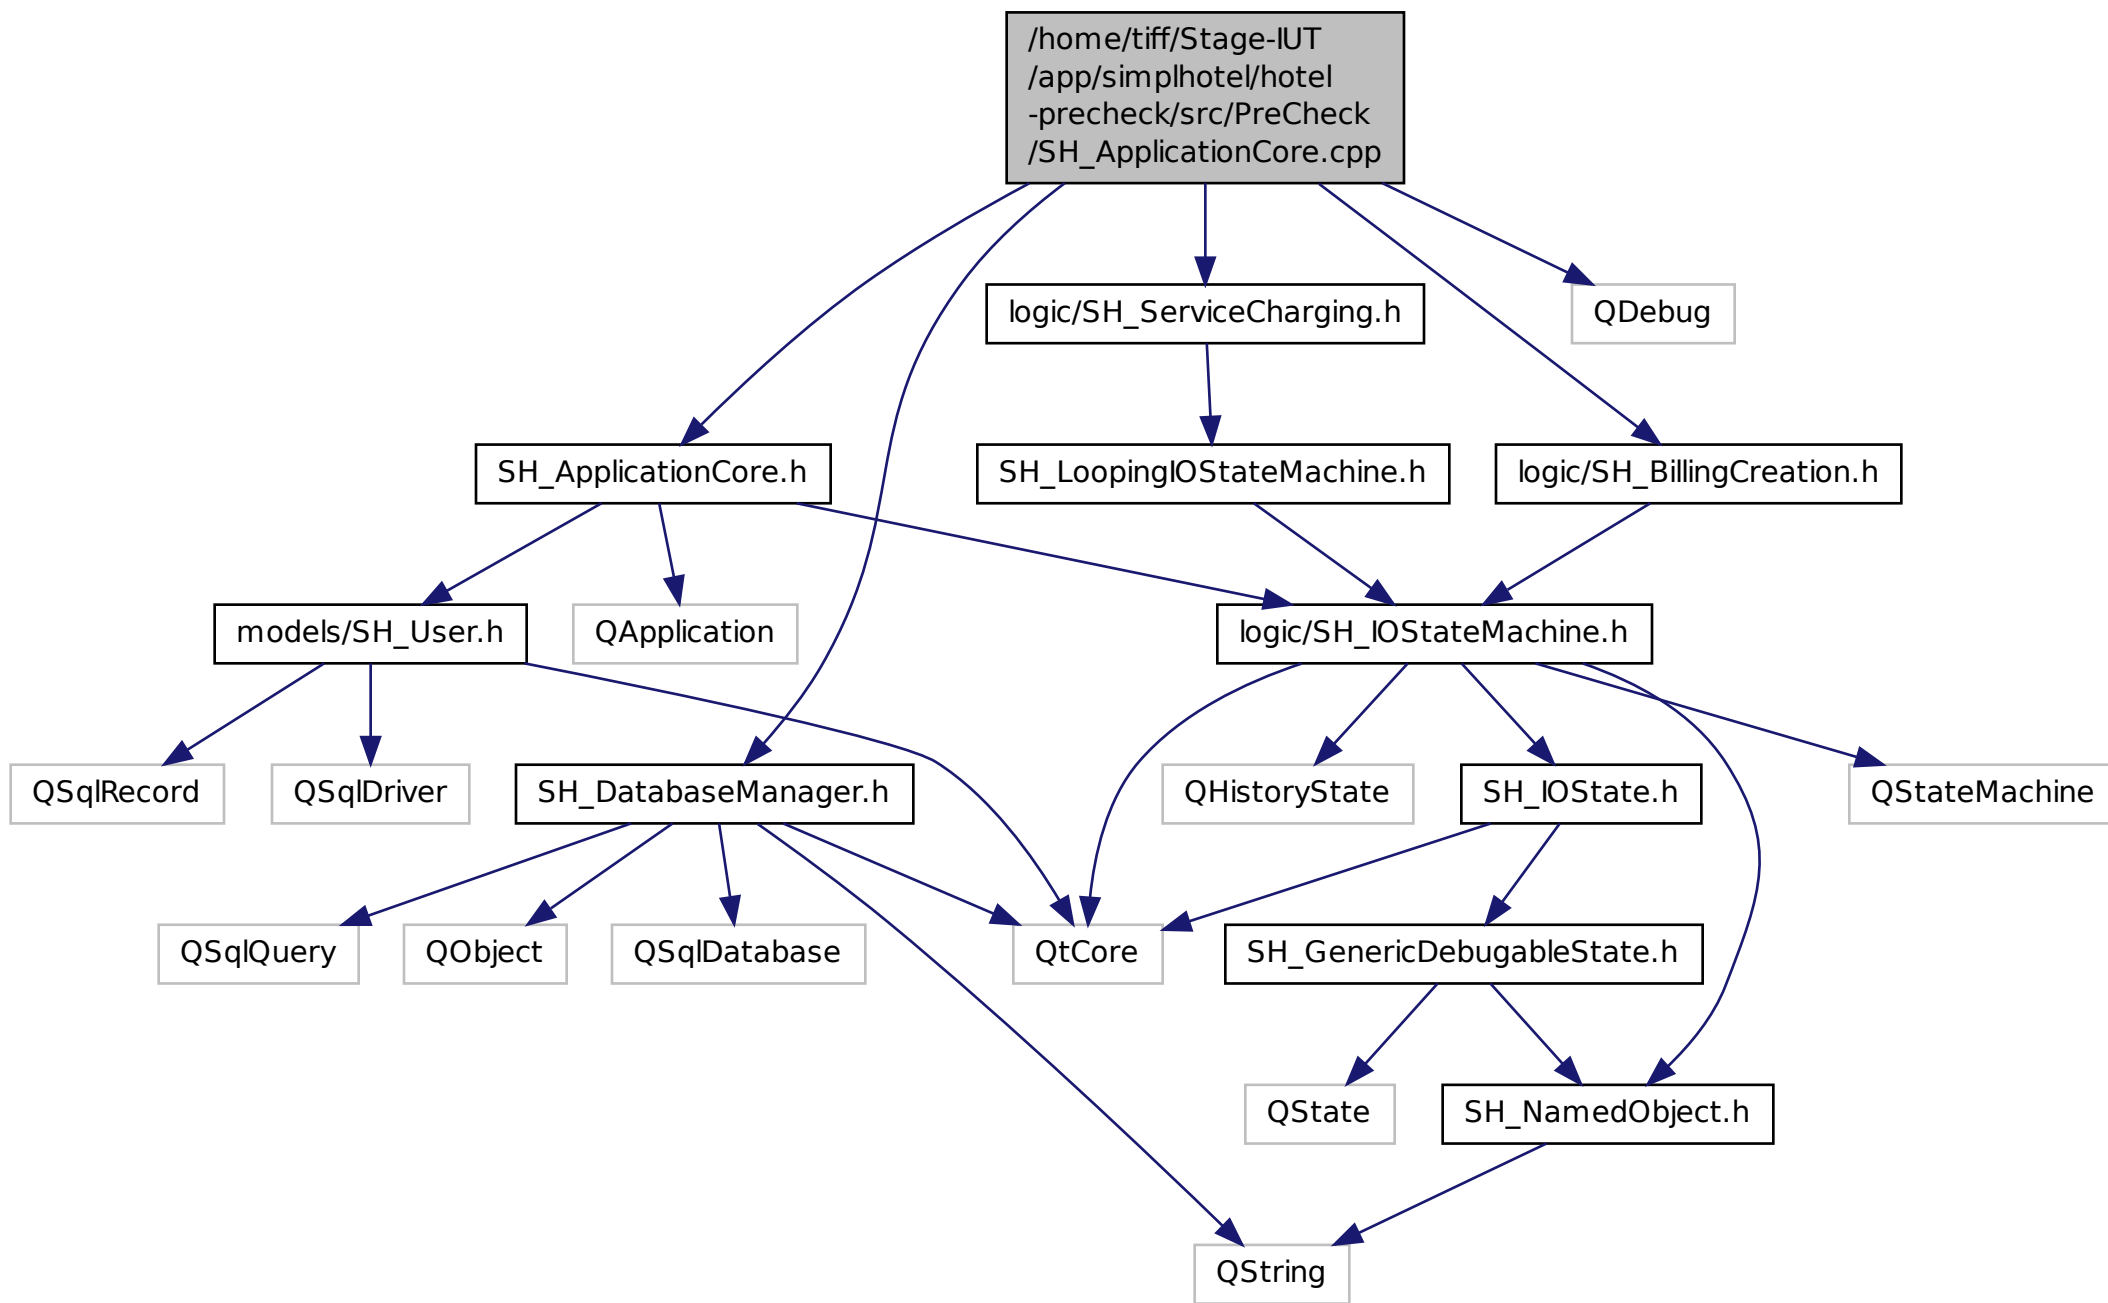 /home/tiff/Stage-IUT
/app/simplhotel/hotel
-precheck/src/PreCheck
/SH_ApplicationCore.cpp
logic/SH_ServiceCharging.h
QDebug
SH_ApplicationCore.h
SH_LoopingIOStateMachine.h
logic/SH_BillingCreation.h
models/SH_User.h
QApplication
logic/SH_IOStateMachine.h
QSqlRecord
QSqlDriver
SH_DatabaseManager.h
QHistoryState
SH_IOState.h
QStateMachine
QSqlQuery
QObject
QSqlDatabase
QtCore
SH_GenericDebugableState.h
QState
SH_NamedObject.h
QString